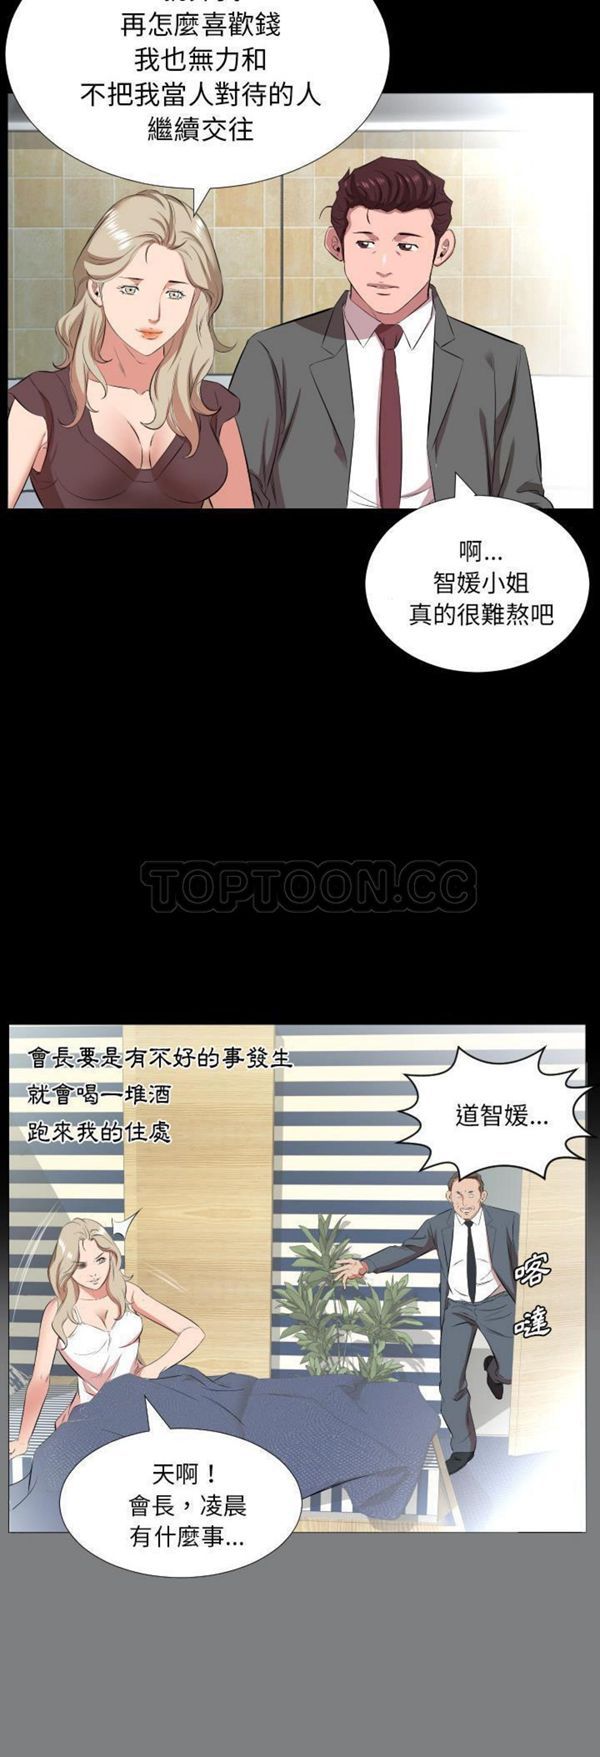 再怎麼喜歡錢
我也無力和
不把我當人對待的人
繼續交往
啊...
智媛小姐
真的很難熬吧
TOPTOON.CC
會長要是有不好的事發生
就會喝一堆酒
跑來我的住處
道智媛...
喀
噠
天啊！
會長，凌晨
有什麼事...